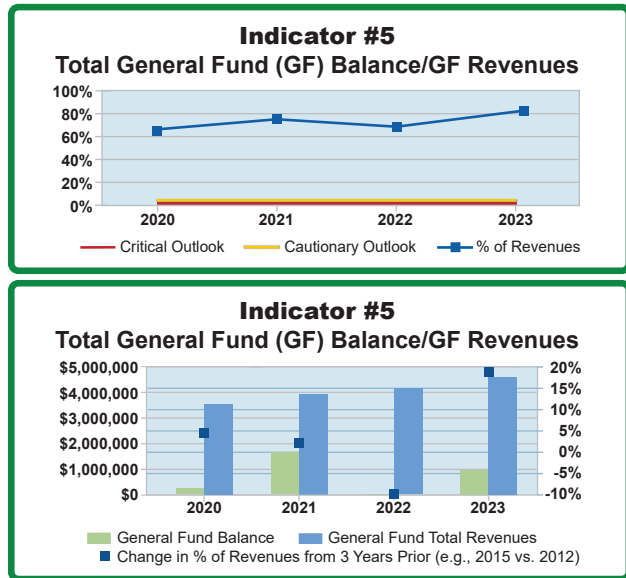 Indicator #5
Total General Fund (GF) Balance/GF Revenues
100%
80%
60%
40%
20%
0%
2020 2021 2022 2023
Critical Outlook Cautionary Outlook % of Revenues
Indicator #5
Total General Fund (GF) Balance/GF Revenues
$5,000,000 20%
$4,000,000 15%
$3,000,000 10%
$2,000,000 5%
$1,000,000 0%
$0 -5%
-10%
2020 2021 2022 2023
General Fund Balance General Fund Total Revenues
Change in % of Revenues from 3 Years Prior (e.g., 2015 vs. 2012)